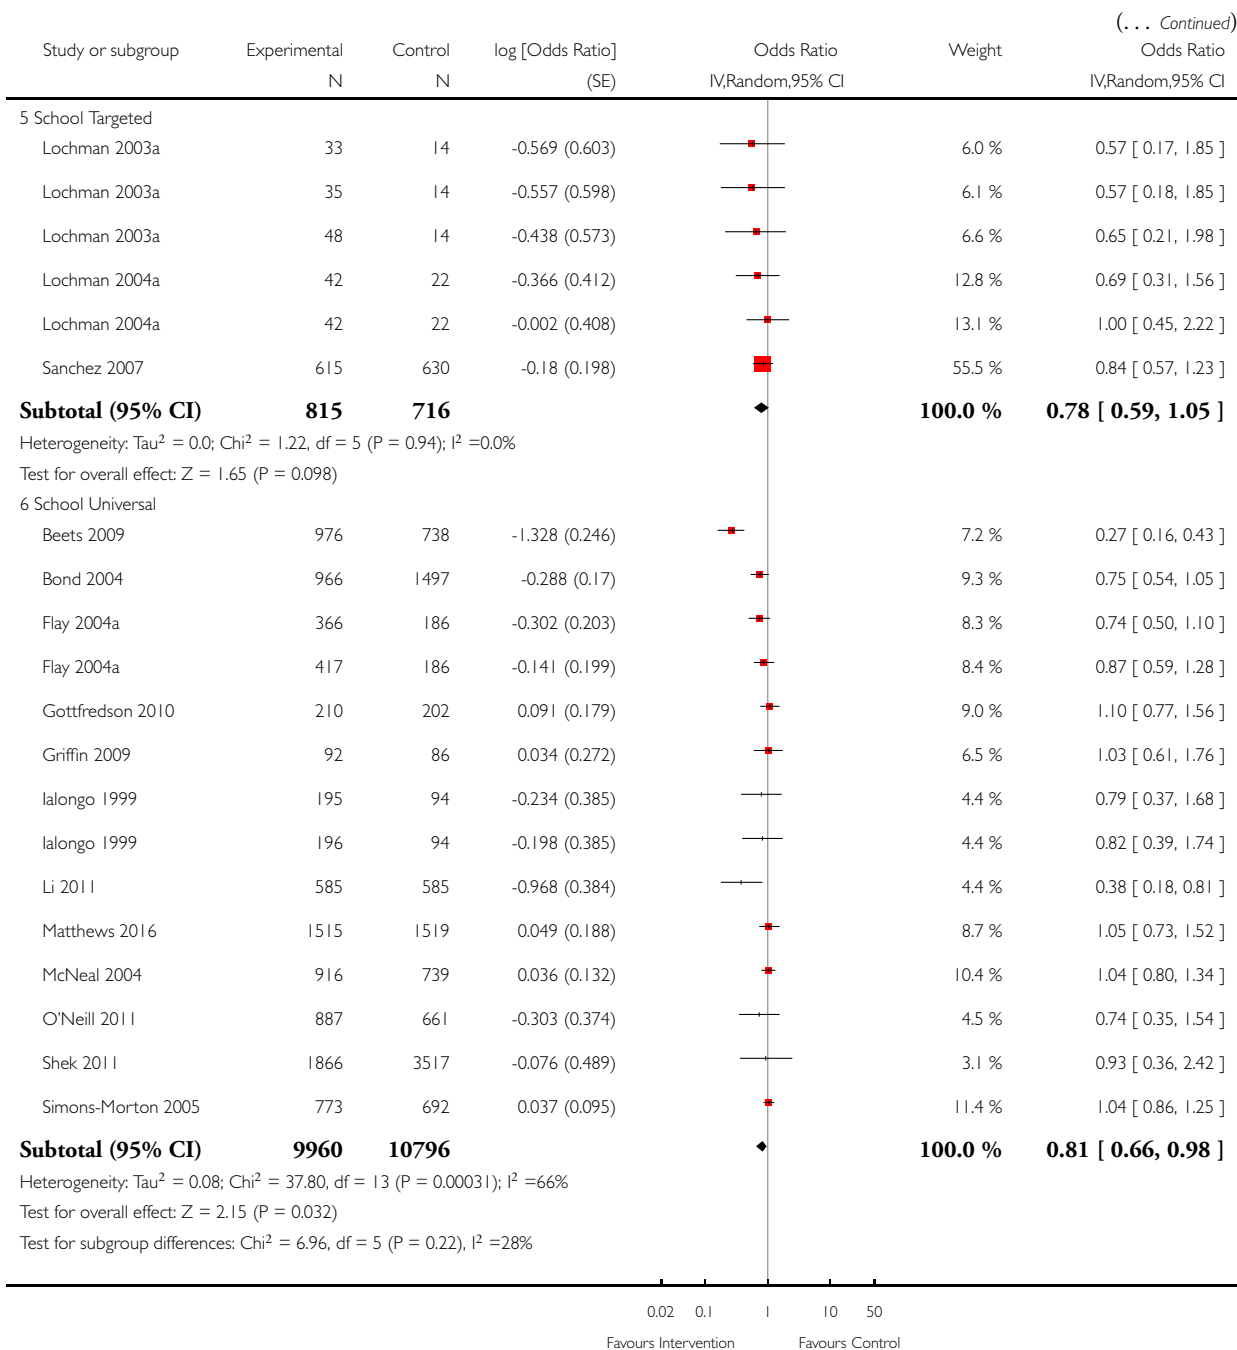 (... Continued)
Study or subgroup Experimental Control log [Odds Ratio] Odds Ratio Weight Odds Ratio
N N (SE) IV,Random,95% CI IV,Random,95% CI
5 School Targeted
Lochman 2003a 33 14 -0.569 (0.603) 6.0 % 0.57 [ 0.17, 1.85 ]
Lochman 2003a 35 14 -0.557 (0.598) 6.1 % 0.57 [ 0.18, 1.85 ]
Lochman 2003a 48 14 -0.438 (0.573) 6.6 % 0.65 [ 0.21, 1.98 ]
Lochman 2004a 42 22 -0.366 (0.412) 12.8 % 0.69 [ 0.31, 1.56 ]
Lochman 2004a 42 22 -0.002 (0.408) 13.1 % 1.00 [ 0.45, 2.22 ]
Sanchez 2007 615 630 -0.18 (0.198) 55.5 % 0.84 [ 0.57, 1.23 ]
Subtotal (95% CI) 815 716 100.0 % 0.78 [ 0.59, 1.05 ]
Heterogeneity: Tau² = 0.0; Chi² = 1.22, df = 5 (P = 0.94); I² =0.0%
Test for overall effect: Z = 1.65 (P = 0.098)
6 School Universal
Beets 2009 976 738 -1.328 (0.246) 7.2 % 0.27 [ 0.16, 0.43 ]
Bond 2004 966 1497 -0.288 (0.17) 9.3 % 0.75 [ 0.54, 1.05 ]
Flay 2004a 366 186 -0.302 (0.203) 8.3 % 0.74 [ 0.50, 1.10 ]
Flay 2004a 417 186 -0.141 (0.199) 8.4 % 0.87 [ 0.59, 1.28 ]
Gottfredson 2010 210 202 0.091 (0.179) 9.0 % 1.10 [ 0.77, 1.56 ]
Griffin 2009 92 86 0.034 (0.272) 6.5 % 1.03 [ 0.61, 1.76 ]
Ialongo 1999 195 94 -0.234 (0.385) 4.4 % 0.79 [ 0.37, 1.68 ]
Ialongo 1999 196 94 -0.198 (0.385) 4.4 % 0.82 [ 0.39, 1.74 ]
Li 2011 585 585 -0.968 (0.384) 4.4 % 0.38 [ 0.18, 0.81 ]
Matthews 2016 1515 1519 0.049 (0.188) 8.7 % 1.05 [ 0.73, 1.52 ]
McNeal 2004 916 739 0.036 (0.132) 10.4 % 1.04 [ 0.80, 1.34 ]
O'Neill 2011 887 661 -0.303 (0.374) 4.5 % 0.74 [ 0.35, 1.54 ]
Shek 2011 1866 3517 -0.076 (0.489) 3.1 % 0.93 [ 0.36, 2.42 ]
Simons-Morton 2005 773 692 0.037 (0.095) 11.4 % 1.04 [ 0.86, 1.25 ]
Subtotal (95% CI) 9960 10796 100.0 % 0.81 [ 0.66, 0.98 ]
Heterogeneity: Tau² = 0.08; Chi² = 37.80, df = 13 (P = 0.00031); I² =66%
Test for overall effect: Z = 2.15 (P = 0.032)
Test for subgroup differences: Chi² = 6.96, df = 5 (P = 0.22), I² =28%
0.02 0.1 1 10 50
Favours Intervention Favours Control